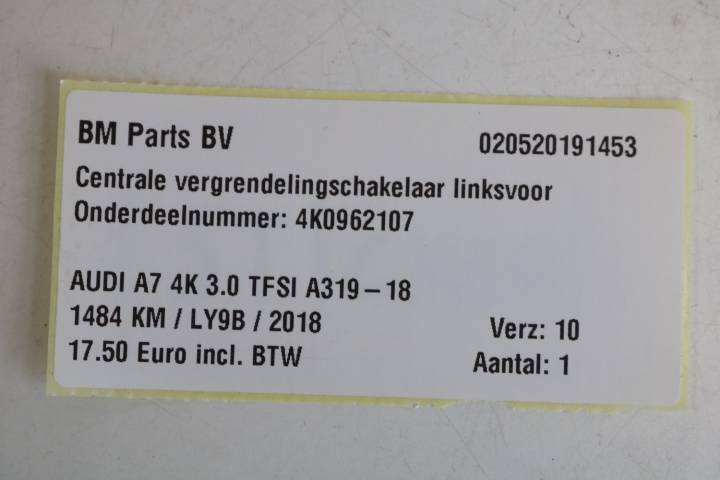 BM Parts BV 020520191453
Centrale vergrendelingschakelaar linksvoor
Onderdeelnummer: 4K0962107
AUDI A7 4K 3.0 TFSI A319-18
1484 KM / LY9B / 2018 Verz: 10
17.50 Euro incl. BTW Aantal: 1